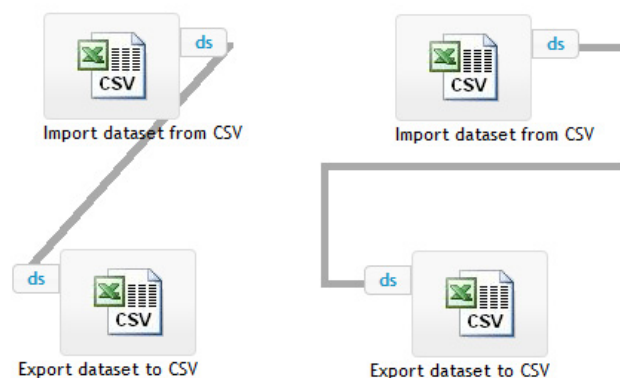 ds
CSV
Import dataset from CSV
ds
CSV
Export dataset to CSV
ds
CSV
Import dataset from CSV
ds
CSV
Export dataset to CSV